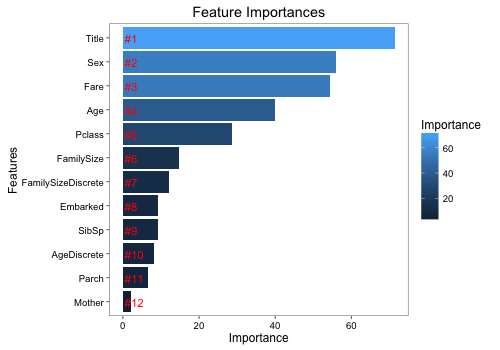 Feature Importances
Features
Title #1
Sex #2
Fare #3
Age #4
Pclass #5
FamilySize #6
FamilySizeDiscrete #7
Embarked #8
SibSp #9
AgeDiscrete #10
Parch #11
Mother #12
0 20 40 60
Importance
Importance
60
40
20